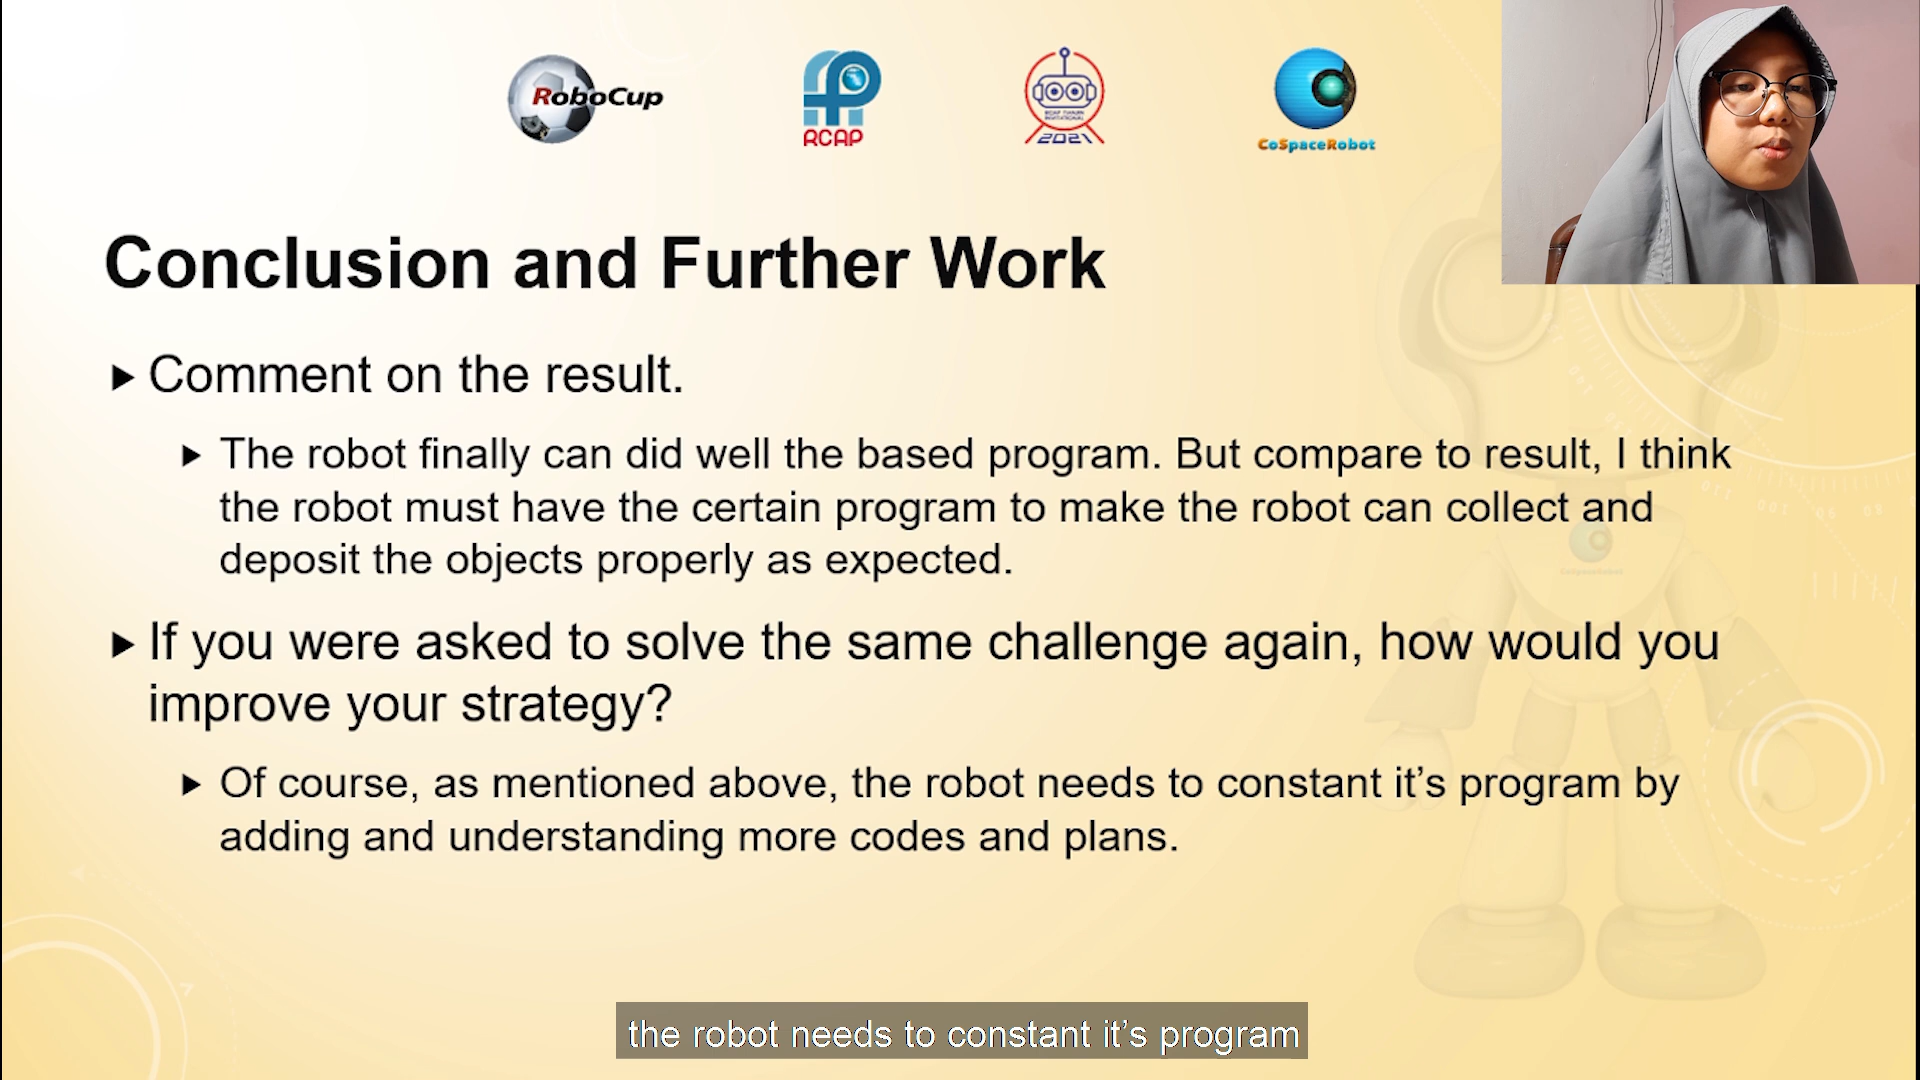 RoboCup
RCAP
RCAP TIANJIN
INVITATIONAL
2021
CoSpaceRobot
Conclusion and Further Work
Comment on the result.
The robot finally can did well the based program. But compare to result, I think
the robot must have the certain program to make the robot can collect and
deposit the objects properly as expected.
If you were asked to solve the same challenge again, how would you
improve your strategy?
Of course, as mentioned above, the robot needs to constant it’s program by
adding and understanding more codes and plans.
the robot needs to constant it’s program